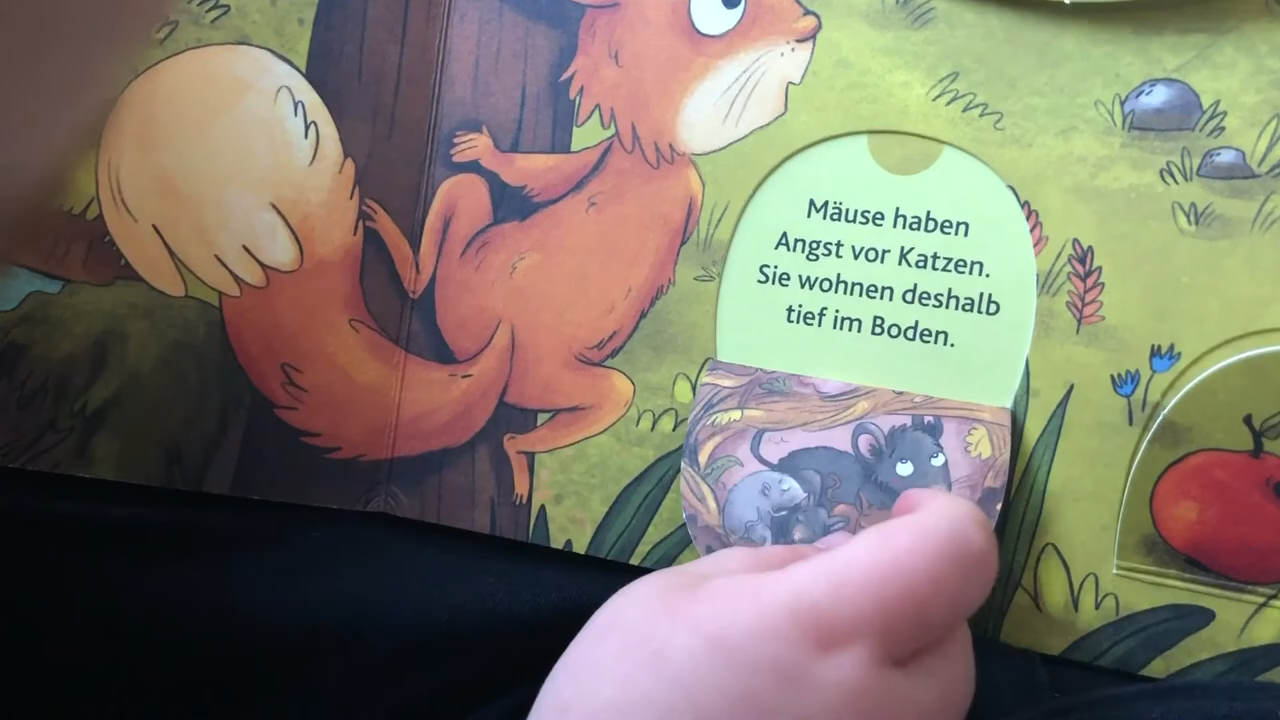 Mäuse haben
Angst vor Katzen.
Sie wohnen deshalb
tief im Boden.